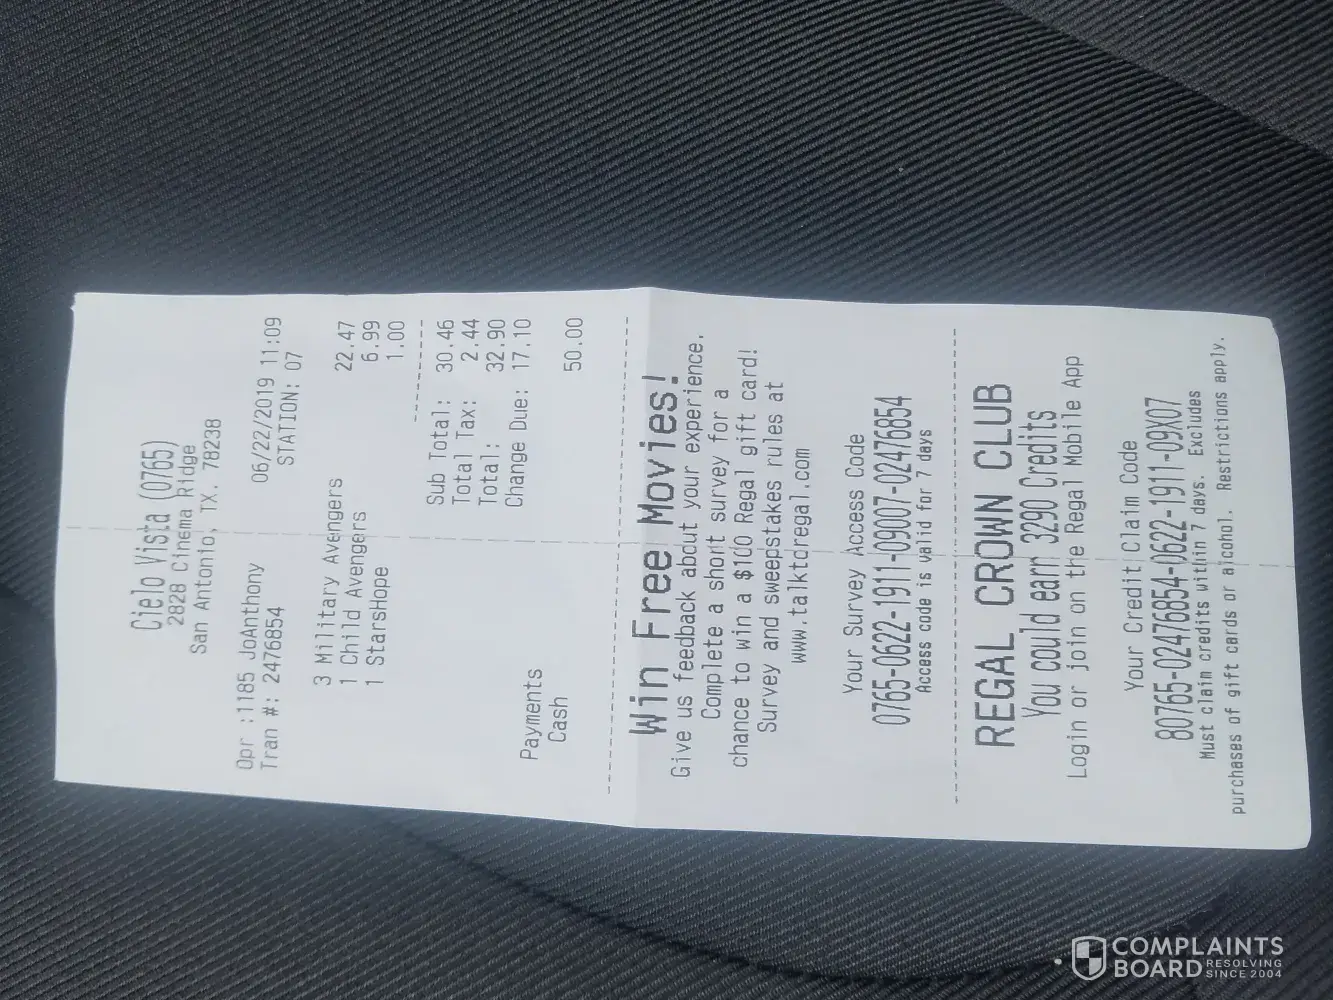 Cielo Vista (0765)
2828 Cinema Ridge
San Antonio, TX. 78238
Opr :1185 JoAnthony 06/22/2019 11:09
Tran #: 2476854 STATION: 07
3 Military Avengers 22.47
1 Child Avengers 6.99
1 StarsHope 1.00
Sub Total: 30.46
Total Tax: 2.44
Total: 32.90
Change Due: 17.10
Payments
Cash 50.00
Win Free Movies!
Give us feedback about your experience.
Complete a short survey for a
chance to win a $100 Regal gift card!
Survey and sweepstakes rules at
www.talktoregal.com
Your Survey Access Code
0765-0622-1911-09007-02476854
Access code is valid for 7 days
REGAL CROWN CLUB
You could earn 3290 Credits
Login or join on the Regal Mobile App
Your Credit Claim Code
80765-02476854-0622-1911-09X07
Must claim credits within 7 days. Excludes
purchases of gift cards or alcohol. Restrictions apply.
COMPLAINTS
BOARD RESOLVING
SINCE 2004